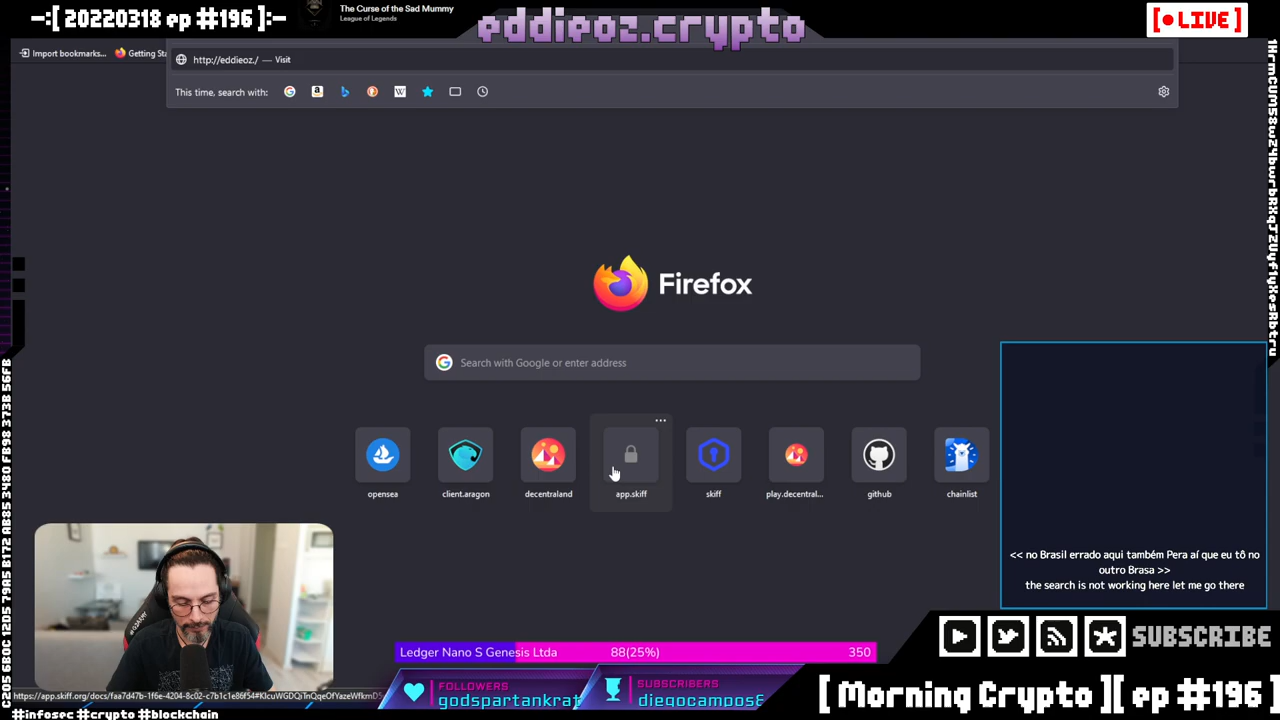 —:[ 20220318 ep #196 ]:—
The Curse of the Sad Mummy
League of Legends
eddieoz.crypto
[●LIVE]
Import bookmarks...
Getting Sta
http://eddieoz./ — Visit
This time, search with:
Firefox
Search with Google or enter address
opensea
client.aragon
decentraland
app.skiff
skiff
play.decentral...
github
chainlist
<< no Brasil errado aqui também Pera aí que eu tô no
outro Brasa >>
the search is not working here let me go there
Ledger Nano S Genesis Ltda
88(25%)
350
SUBSCRIBE
FOLLOWERS
godspartankrat
SUBSCRIBERS
diegocampos8
[ Morning Crypto ][ ep #196 ]
#infosec #crypto #blockchain